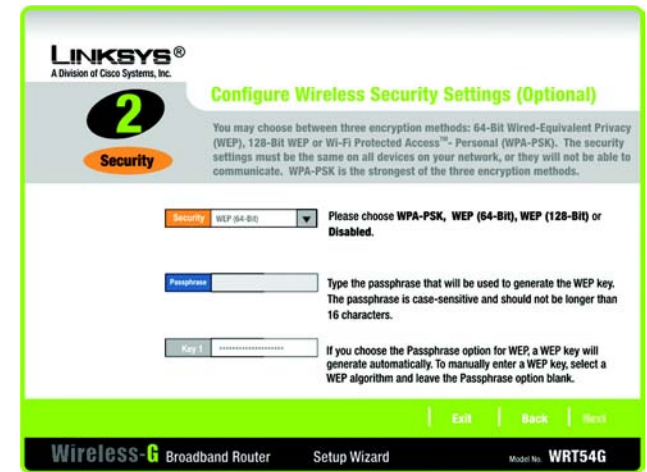 LINKSYS®
A Division of Cisco Systems, Inc.
2
Security
Configure Wireless Security Settings (Optional)
You may choose between three encryption methods: 64-Bit Wired-Equivalent Privacy
(WEP), 128-Bit WEP or Wi-Fi Protected Access™- Personal (WPA-PSK). The security
settings must be the same on all devices on your network, or they will not be able to
communicate. WPA-PSK is the strongest of the three encryption methods.
Security WEP (64-Bit)
Please choose WPA-PSK, WEP (64-Bit), WEP (128-Bit) or
Disabled.
Passphrase
Type the passphrase that will be used to generate the WEP key.
The passphrase is case-sensitive and should not be longer than
16 characters.
Key 1
If you choose the Passphrase option for WEP, a WEP key will
generate automatically. To manually enter a WEP key, select a
WEP algorithm and leave the Passphrase option blank.
Exit Back Next
Wireless-G Broadband Router Setup Wizard Model No. WRT54G